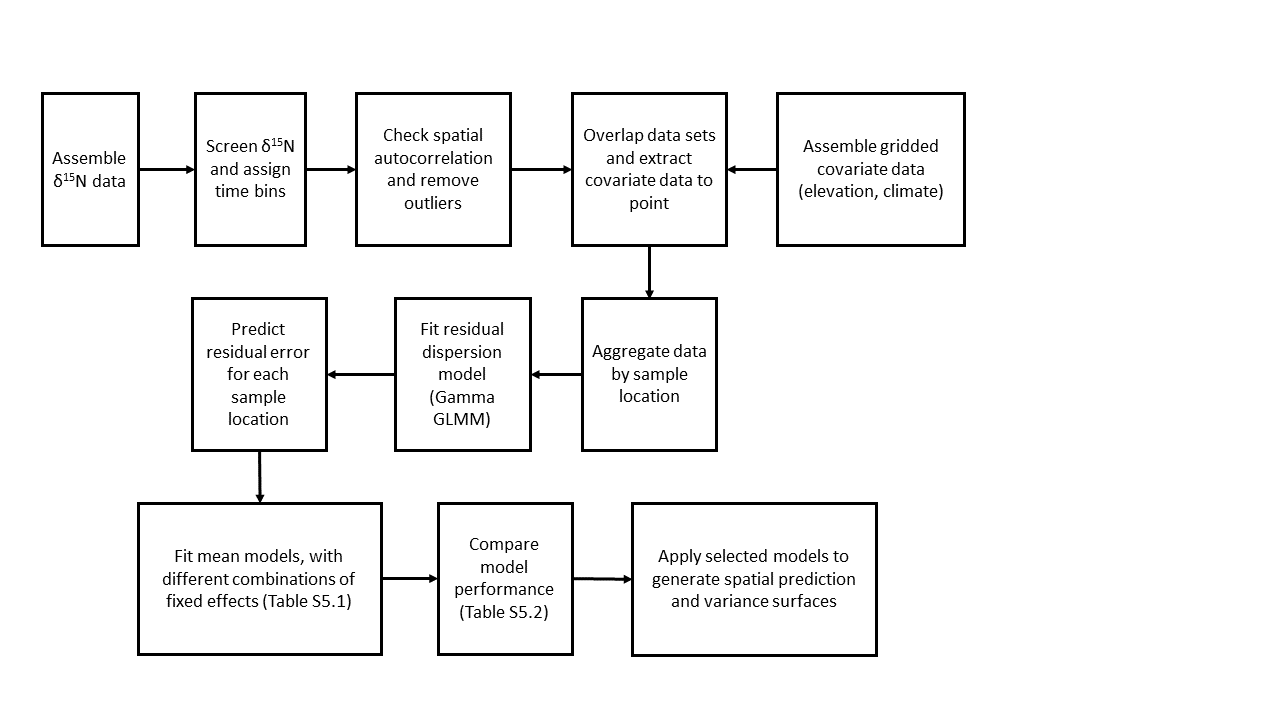 Assemble
δ¹⁵N data
Screen δ¹⁵N
and assign
time bins
Check spatial
autocorrelation
and remove
outliers
Overlap data sets
and extract
covariate data to
point
Assemble gridded
covariate data
(elevation, climate)
Predict
residual error
for each
sample
location
Fit residual
dispersion
model
(Gamma
GLMM)
Aggregate data
by sample
location
Fit mean models, with
different combinations of
fixed effects (Table S5.1)
Compare
model
performance
(Table S5.2)
Apply selected models to
generate spatial prediction
and variance surfaces